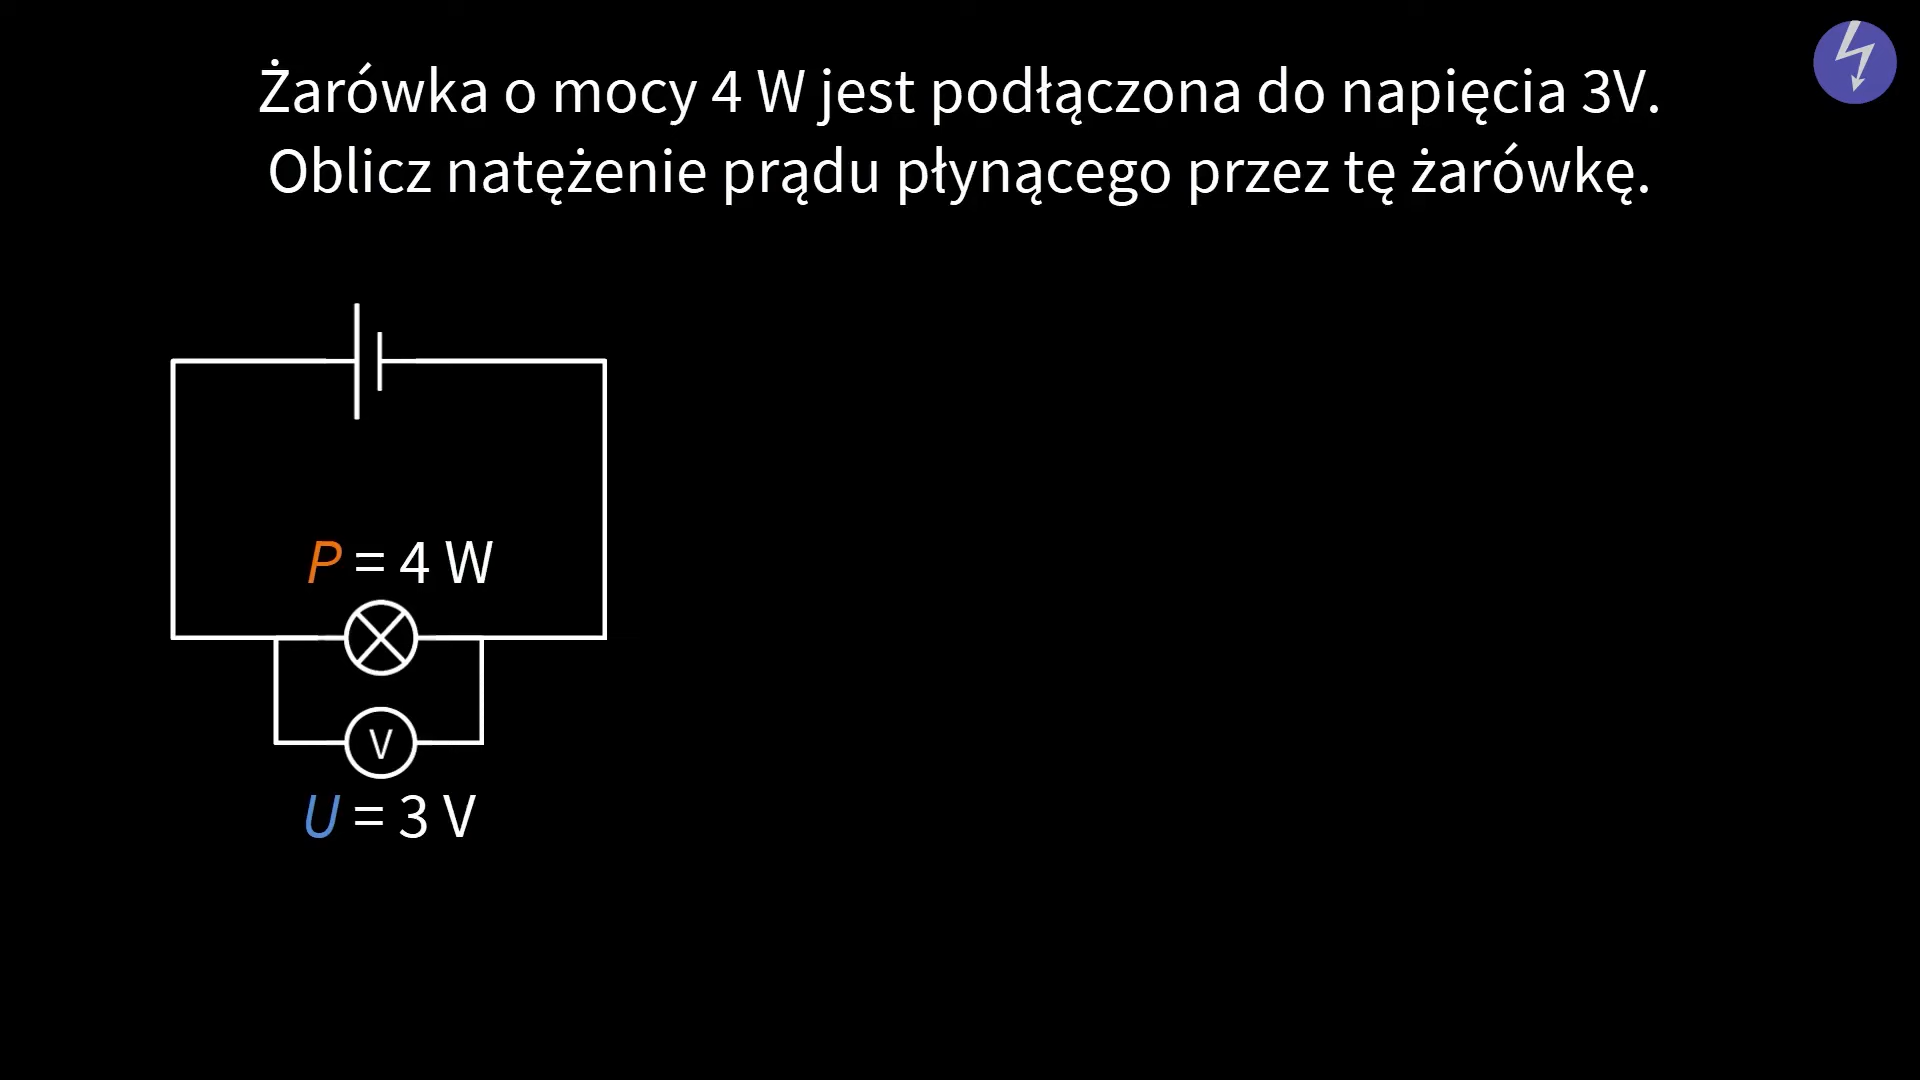 Żarówka o mocy 4 W jest podłączona do napięcia 3V.
Oblicz natężenie prądu płynącego przez tę żarówkę.
P = 4 W
V
U = 3 V